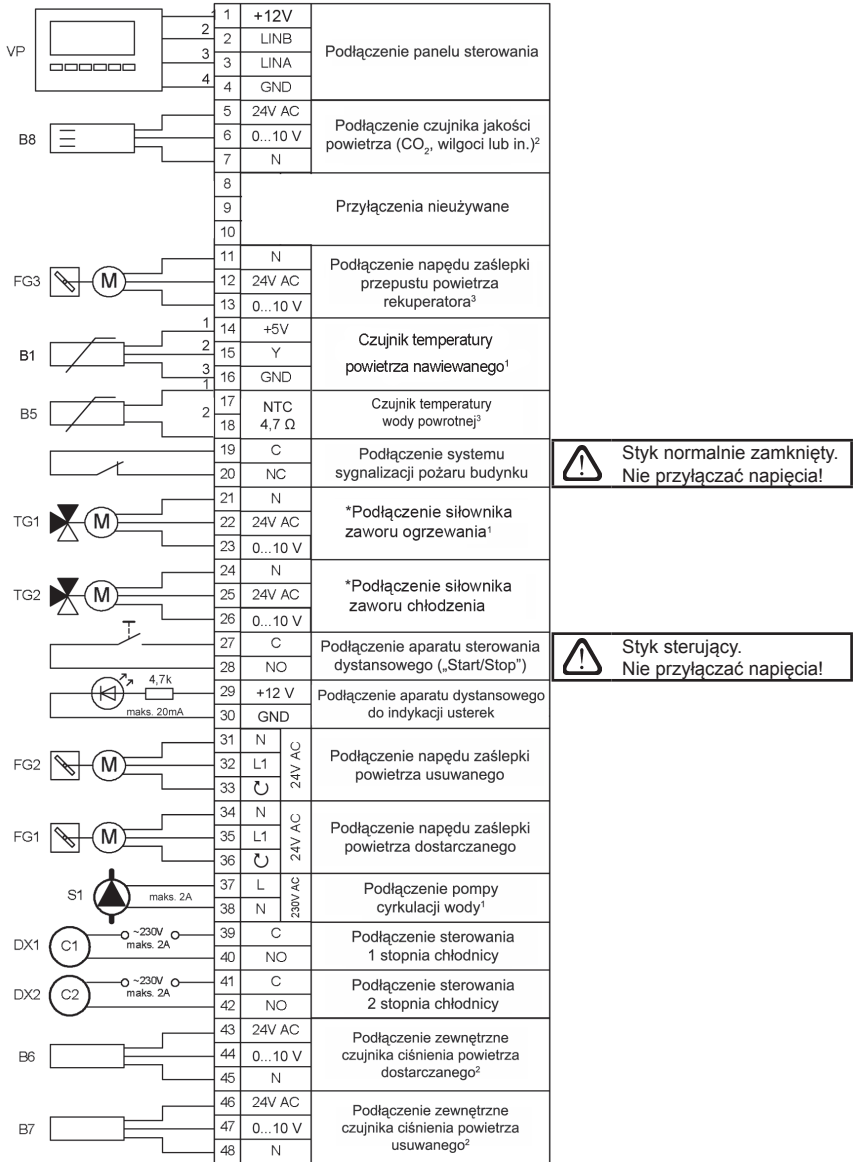 VP
1
2
3
4
1 +12V
2 LINB
3 LINA
4 GND
Podłączenie panelu sterowania
B8
5 24V AC
6 0...10 V
7 N
Podłączenie czujnika jakości
powietrza (CO₂, wilgoci lub in.)²
8
9
10
Przyłączenia nieużywane
FG3
M
11 N
12 24V AC
13 0...10 V
Podłączenie napędu zaślepki
przepustu powietrza
rekuperatora³
B1
1
2
3
14 +5V
15 Y
16 GND
Czujnik temperatury
powietrza nawiewanego¹
B5
1
2
17
18
NTC
4,7 Ω
Czujnik temperatury
wody powrotnej³
19 C
20 NC
Podłączenie systemu
sygnalizacji pożaru budynku
Styk normalnie zamknięty.
Nie przyłączać napięcia!
TG1
M
21 N
22 24V AC
23 0...10 V
*Podłączenie siłownika
zaworu ogrzewania¹
TG2
M
24 N
25 24V AC
26 0...10 V
*Podłączenie siłownika
zaworu chłodzenia
27 C
28 NO
Podłączenie aparatu sterowania
dystansowego („Start/Stop”)
Styk sterujący.
Nie przyłączać napięcia!
4,7k
maks. 20mA
29 +12 V
30 GND
Podłączenie aparatu dystansowego
do indykacji usterek
FG2
M
31 N
32 L1
33 ↻
24V AC
Podłączenie napędu zaślepki
powietrza usuwanego
FG1
M
34 N
35 L1
36 ↻
24V AC
Podłączenie napędu zaślepki
powietrza dostarczanego
S1
maks. 2A
37 L
38 N
230V AC
Podłączenie pompy
cyrkulacji wody¹
DX1
C1
~230V
maks. 2A
39 C
40 NO
Podłączenie sterowania
1 stopnia chłodnicy
DX2
C2
~230V
maks. 2A
41 C
42 NO
Podłączenie sterowania
2 stopnia chłodnicy
B6
43 24V AC
44 0...10 V
45 N
Podłączenie zewnętrzne
czujnika ciśnienia powietrza
dostarczanego²
B7
46 24V AC
47 0...10 V
48 N
Podłączenie zewnętrzne
czujnika ciśnienia powietrza
usuwanego²